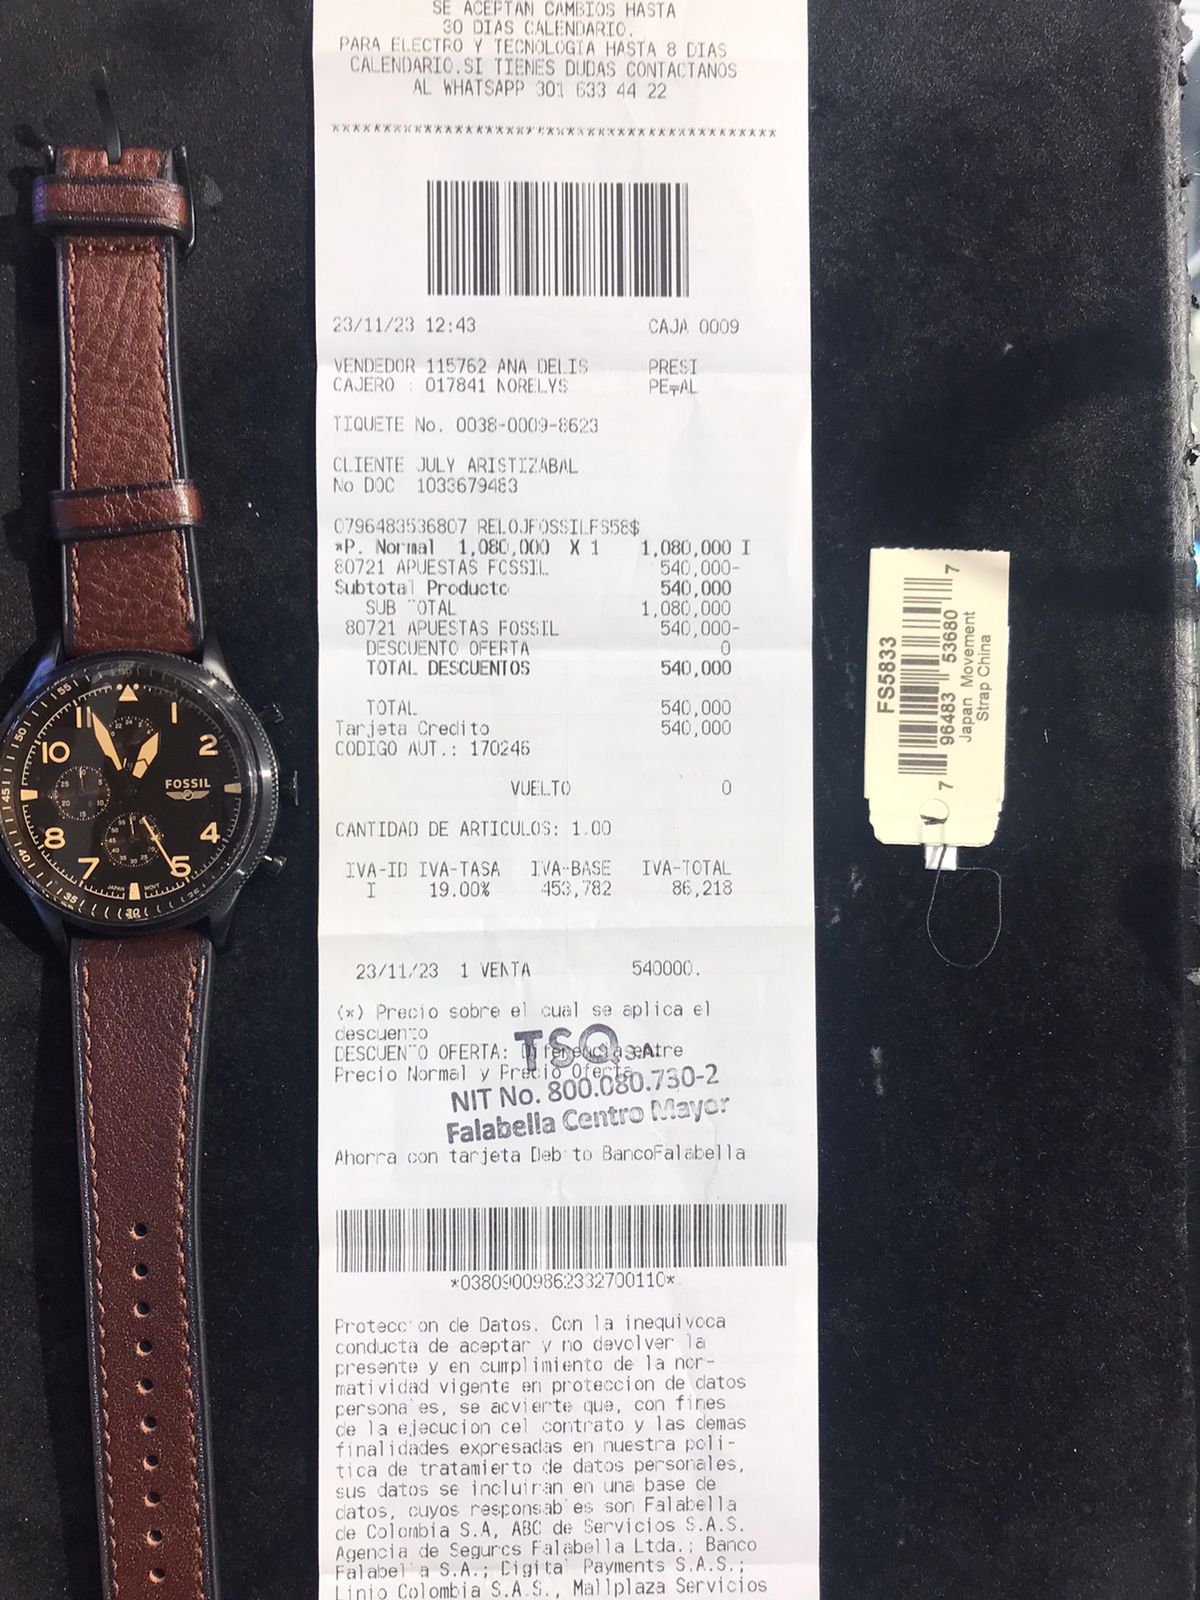 SE ACEPTAN CAMBIOS HASTA
30 DIAS CALENDARIO.
PARA ELECTRO Y TECNOLOGIA HASTA 8 DIAS
CALENDARIO.SI TIENES DUDAS CONTACTANOS
AL WHATSAPP 301 633 44 22
*******************************************
23/11/23 12:43 CAJA 0009
VENDEDOR 115762 ANA DELIS PRESI
CAJERO : 017841 NORELYS
TIQUETE No. 0038-0009-8623
CLIENTE JULY ARISTIZABAL
No DOC 1033679483
0796483536807 RELOJFOSSILFS58$
*P. Normal 1,080,000 X 1 1,080,000 I
80721 APUESTAS FOSSIL 540,000-
Subtotal Producto 540,000
SUB TOTAL 1,080,000
80721 APUESTAS FOSSIL 540,000-
DESCUENTO OFERTA 0
TOTAL DESCUENTOS 540,000
TOTAL 540,000
Tarjeta Credito 540,000
CODIGO AUT.: 170246
VUELTO 0
CANTIDAD DE ARTICULOS: 1.00
IVA-ID IVA-TASA IVA-BASE IVA-TOTAL
I 19.00% 453,782 86,218
23/11/23 1 VENTA 540000.
(*) Precio sobre el cual se aplica el
descuento
DESCUENTO OFERTA: Diferencia entre
Precio Normal y Precio Oferta
TSQ S.A.
NIT No. 800.080.730-2
Falabella Centro Mayor
Ahorra con tarjeta Debito BancoFalabella
*03809009862332700110*
Proteccion de Datos. Con la inequivoca
conducta de aceptar y no devolver la
presente y en cumplimiento de la nor-
matividad vigente en proteccion de datos
personales, se advierte que, con fines
de la ejecucion del contrato y las demas
finalidades expresadas en nuestra poli-
tica de tratamiento de datos personales,
sus datos se incluiran en una base de
datos, cuyos responsables son Falabella
de Colombia S.A, ABC de Servicios S.A.S.
Agencia de Seguros Falabella Ltda.; Banco
Falabella S.A.; Digital Payments S.A.S.;
Linio Colombia S.A.S., Mallplaza Servicios
FS5833
7 96483 53680 7
Japan Movement
Strap China
55
50
45
40
35
30
11
1
10
2
FOSSIL
8
4
7
5
JAPAN MOVT